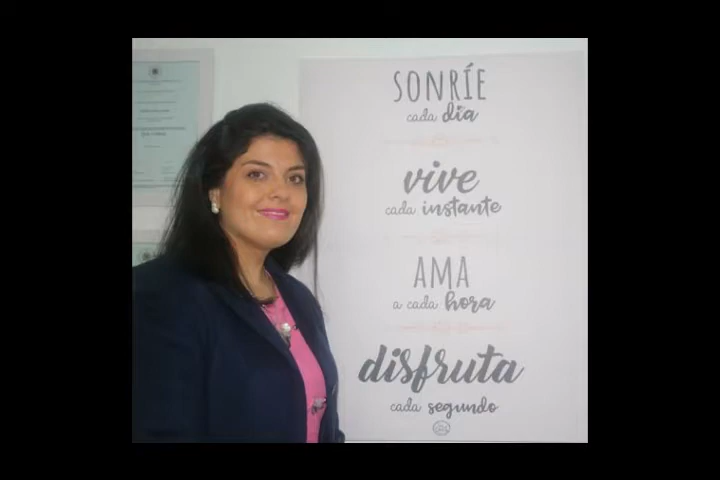 SONRÍE
cada día
vive
cada instante
AMA
a cada hora
disfruta
cada segundo